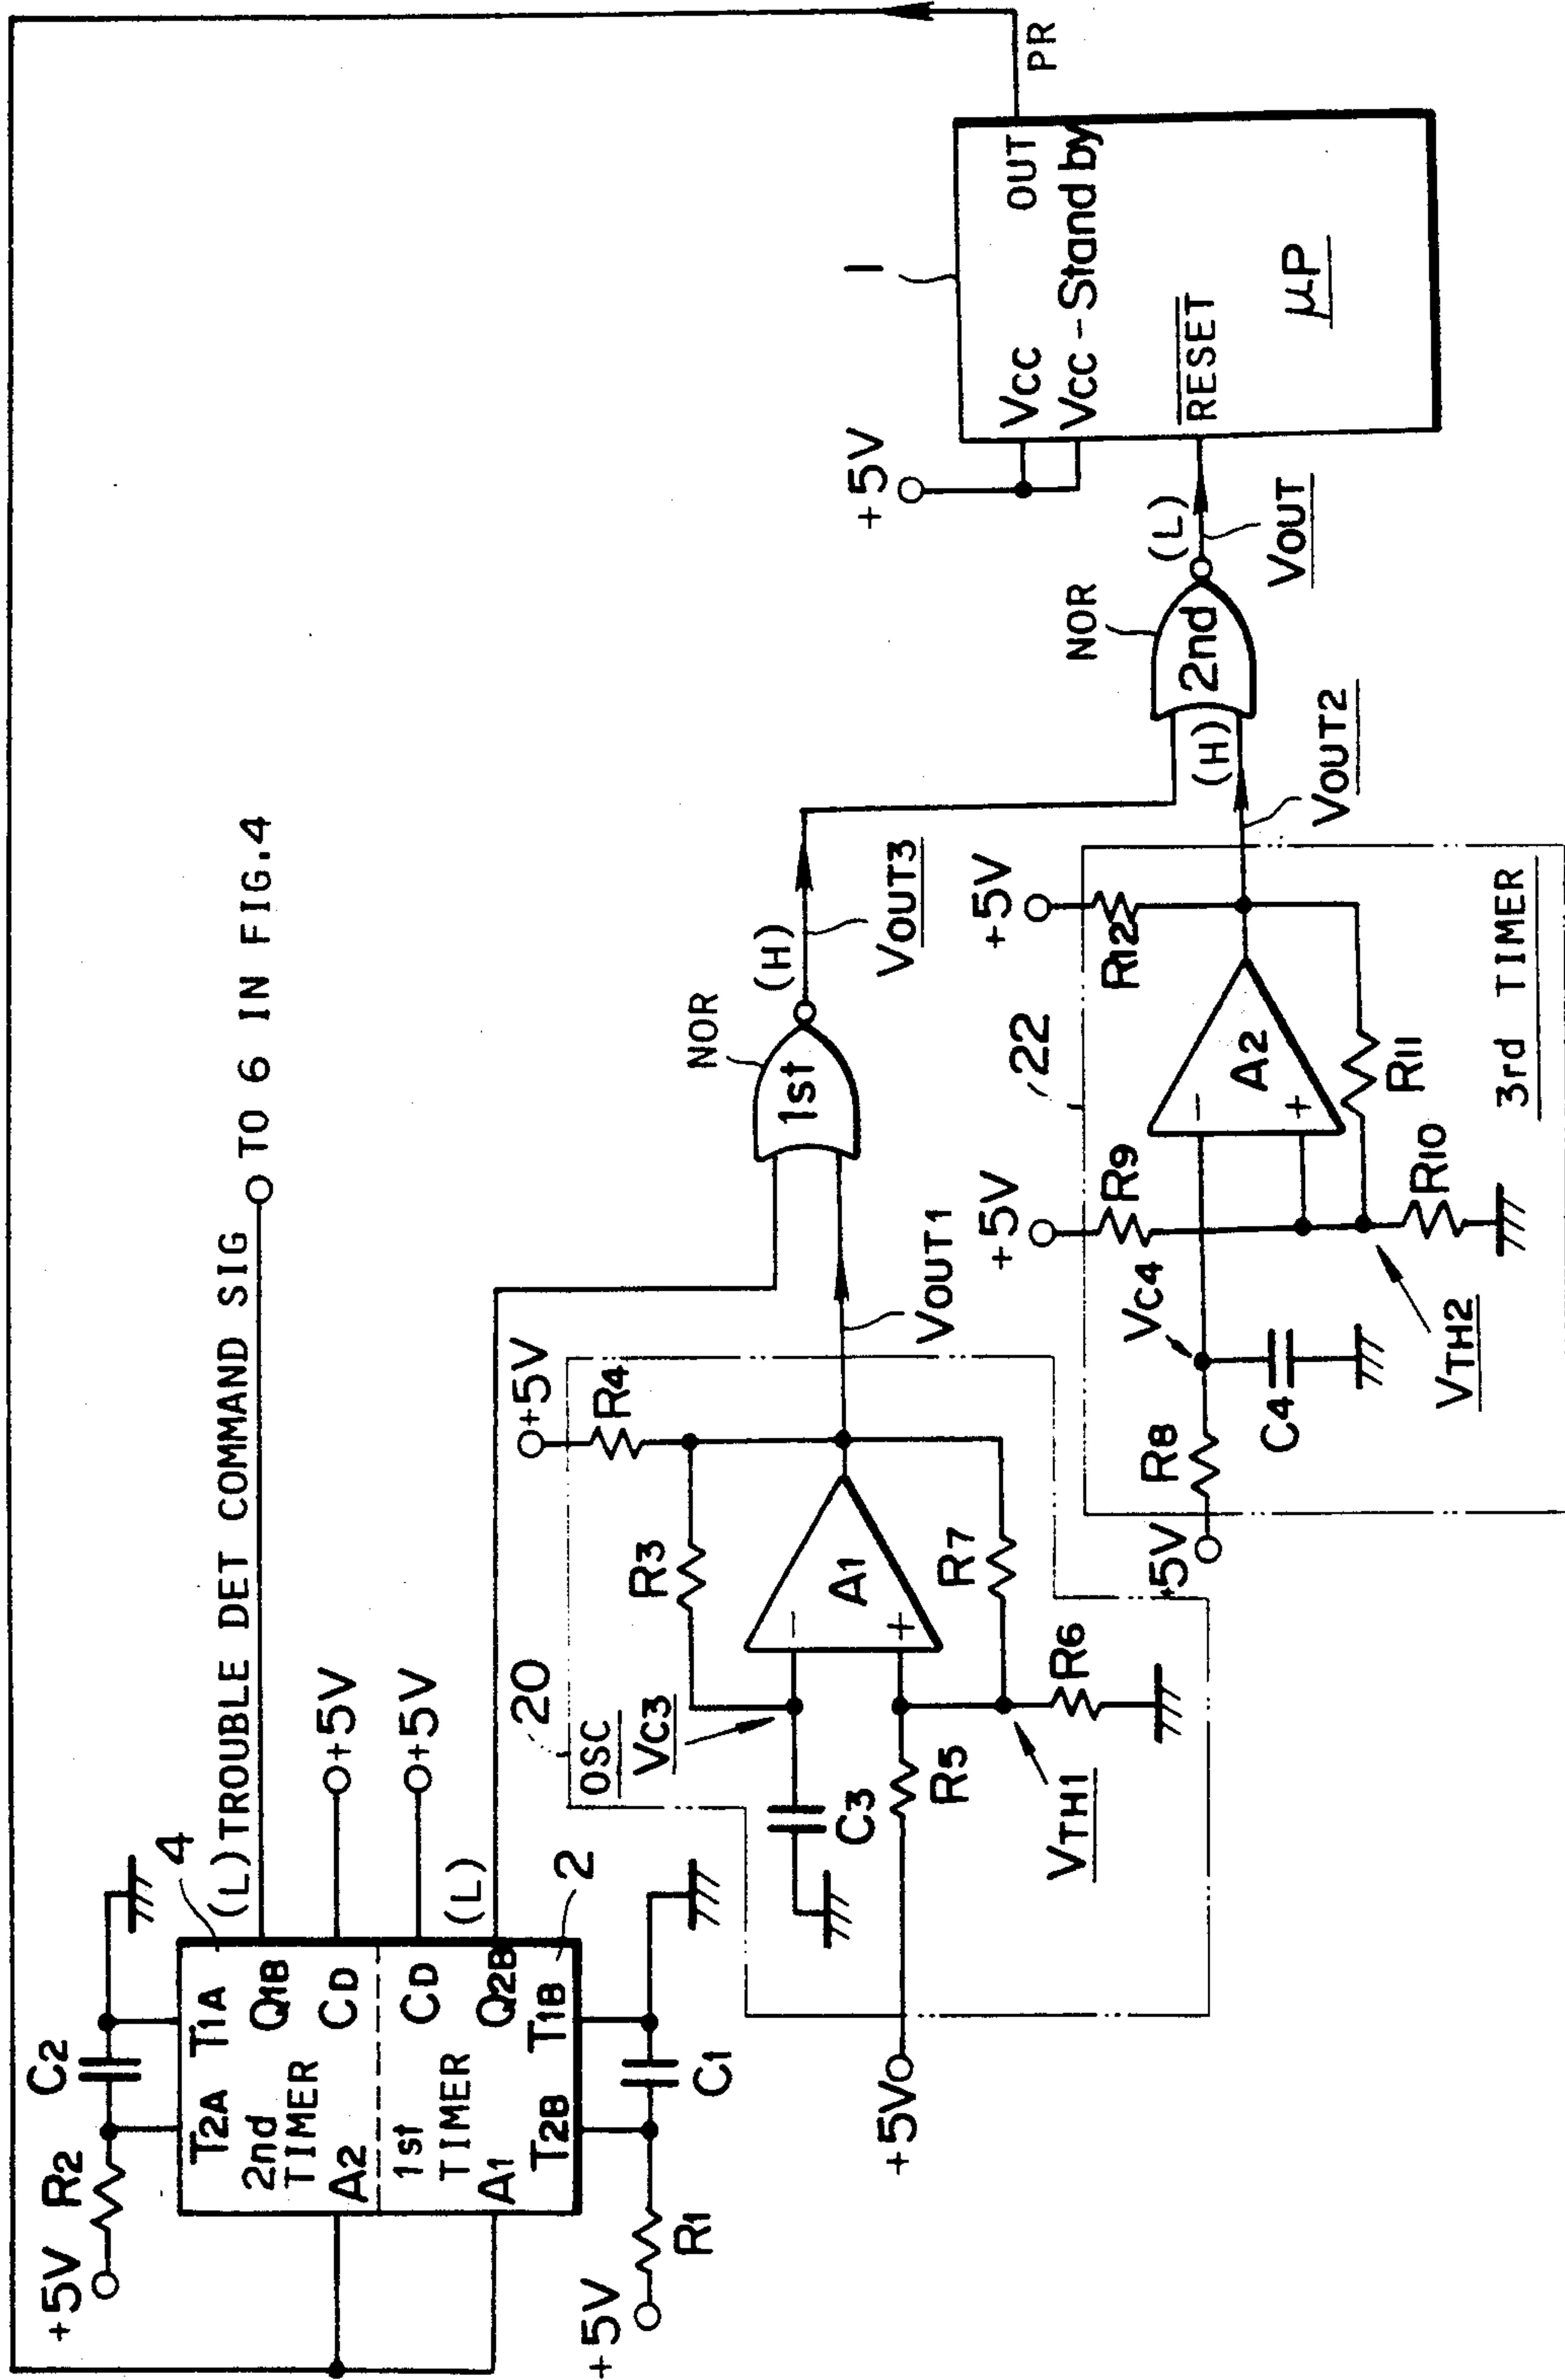 +5V
R2
C2
T2A
T1A
4
2nd
TIMER
A2
Q1B
CD
(L) TROUBLE DET COMMAND SIG
TO 6 IN FIG.4
+5V
1st
TIMER
A1
CD
+5V
Q2B
(L)
T2B
T1B
2
+5V
R1
C1
20
OSC
VC3
R3
+5V
R4
C3
−
A1
+
+5V
R5
R7
VTH1
R6
VOUT1
NOR
1st
(H)
VOUT3
22
+5V
R8
VC4
C4
+5V
R9
−
A2
+
R10
R11
VTH2
+5V
R12
3rd TIMER
VOUT2
(H)
NOR
2nd
(L)
VOUT
+5V
1
VCC
VCC-Standby
RESET
OUT
μP
PR